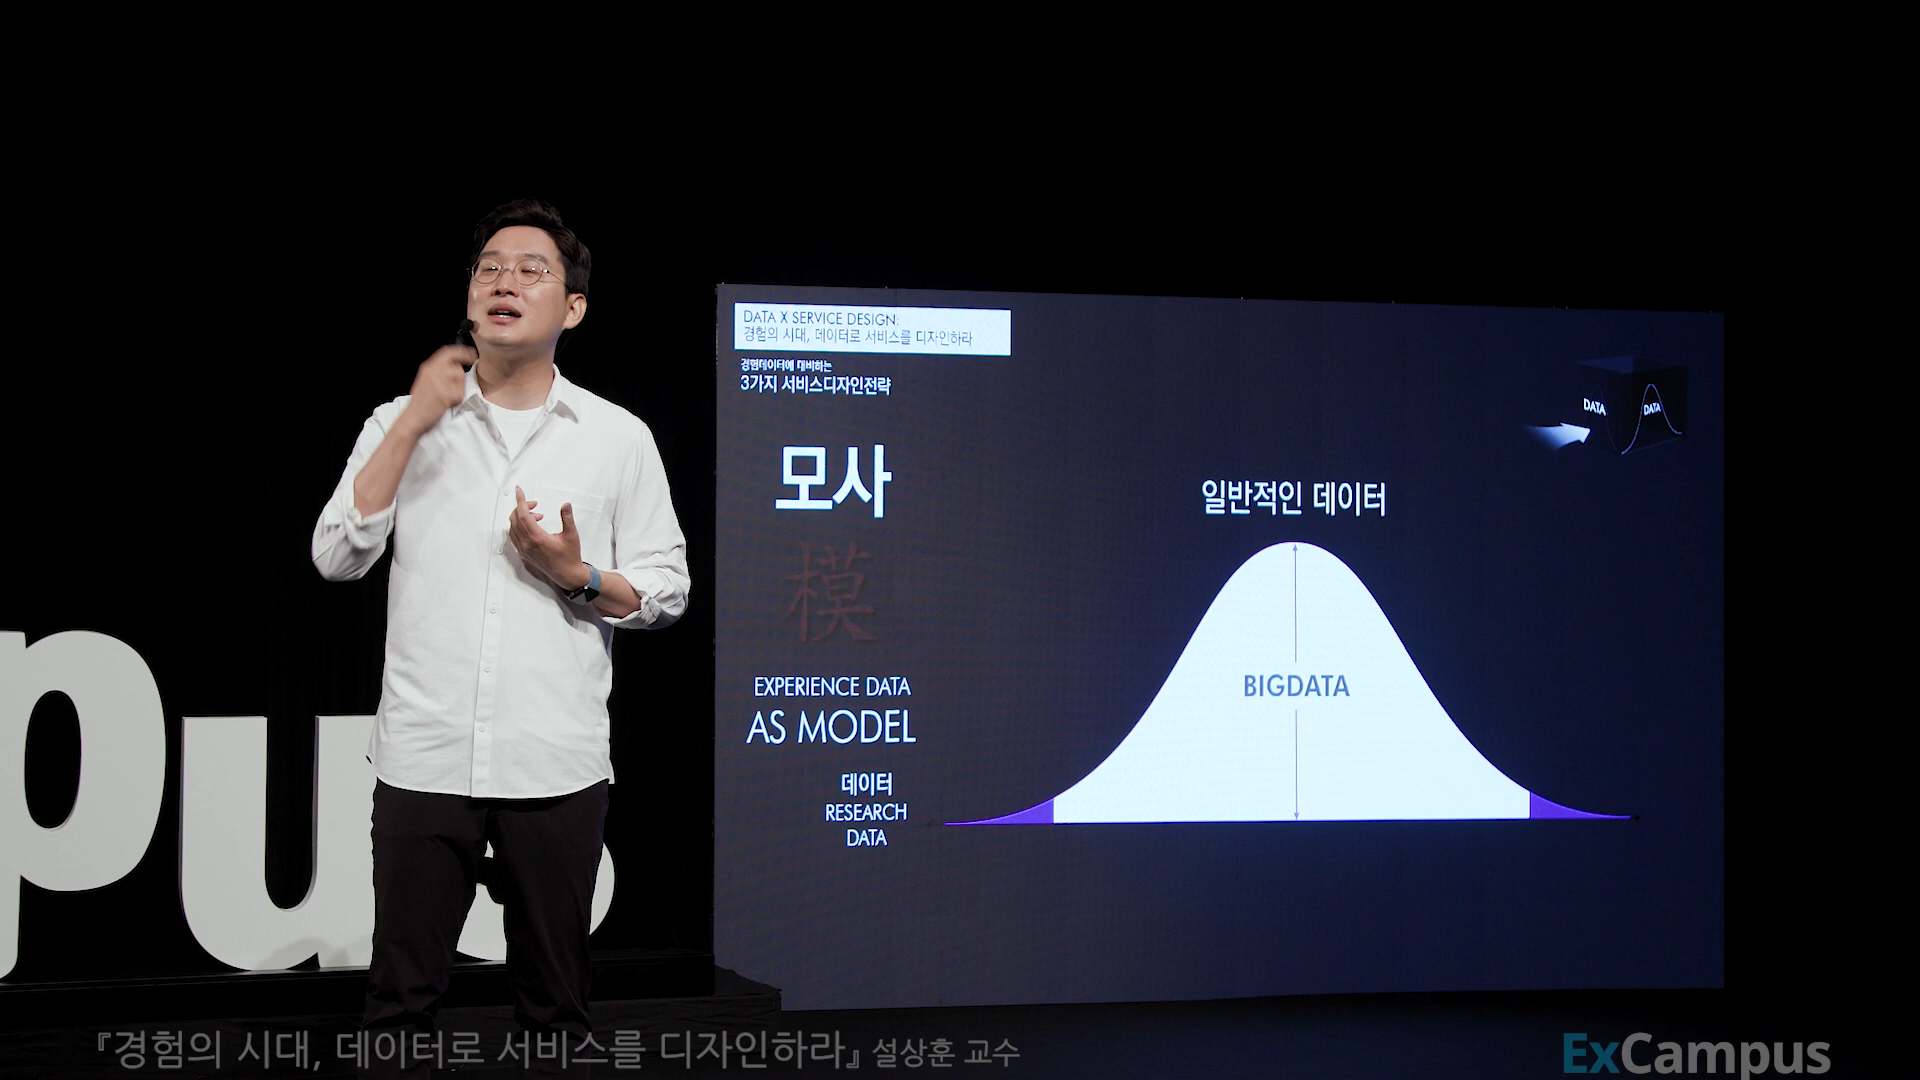 DATA X SERVICE DESIGN:
경험의 시대, 데이터로 서비스를 디자인하라
경험데이터에 대비하는
3가지 서비스디자인전략
모사
模
EXPERIENCE DATA
AS MODEL
데이터
RESEARCH
DATA
DATA
DATA
일반적인 데이터
BIGDATA
pus
『경험의 시대, 데이터로 서비스를 디자인하라』 설상훈 교수
ExCampus